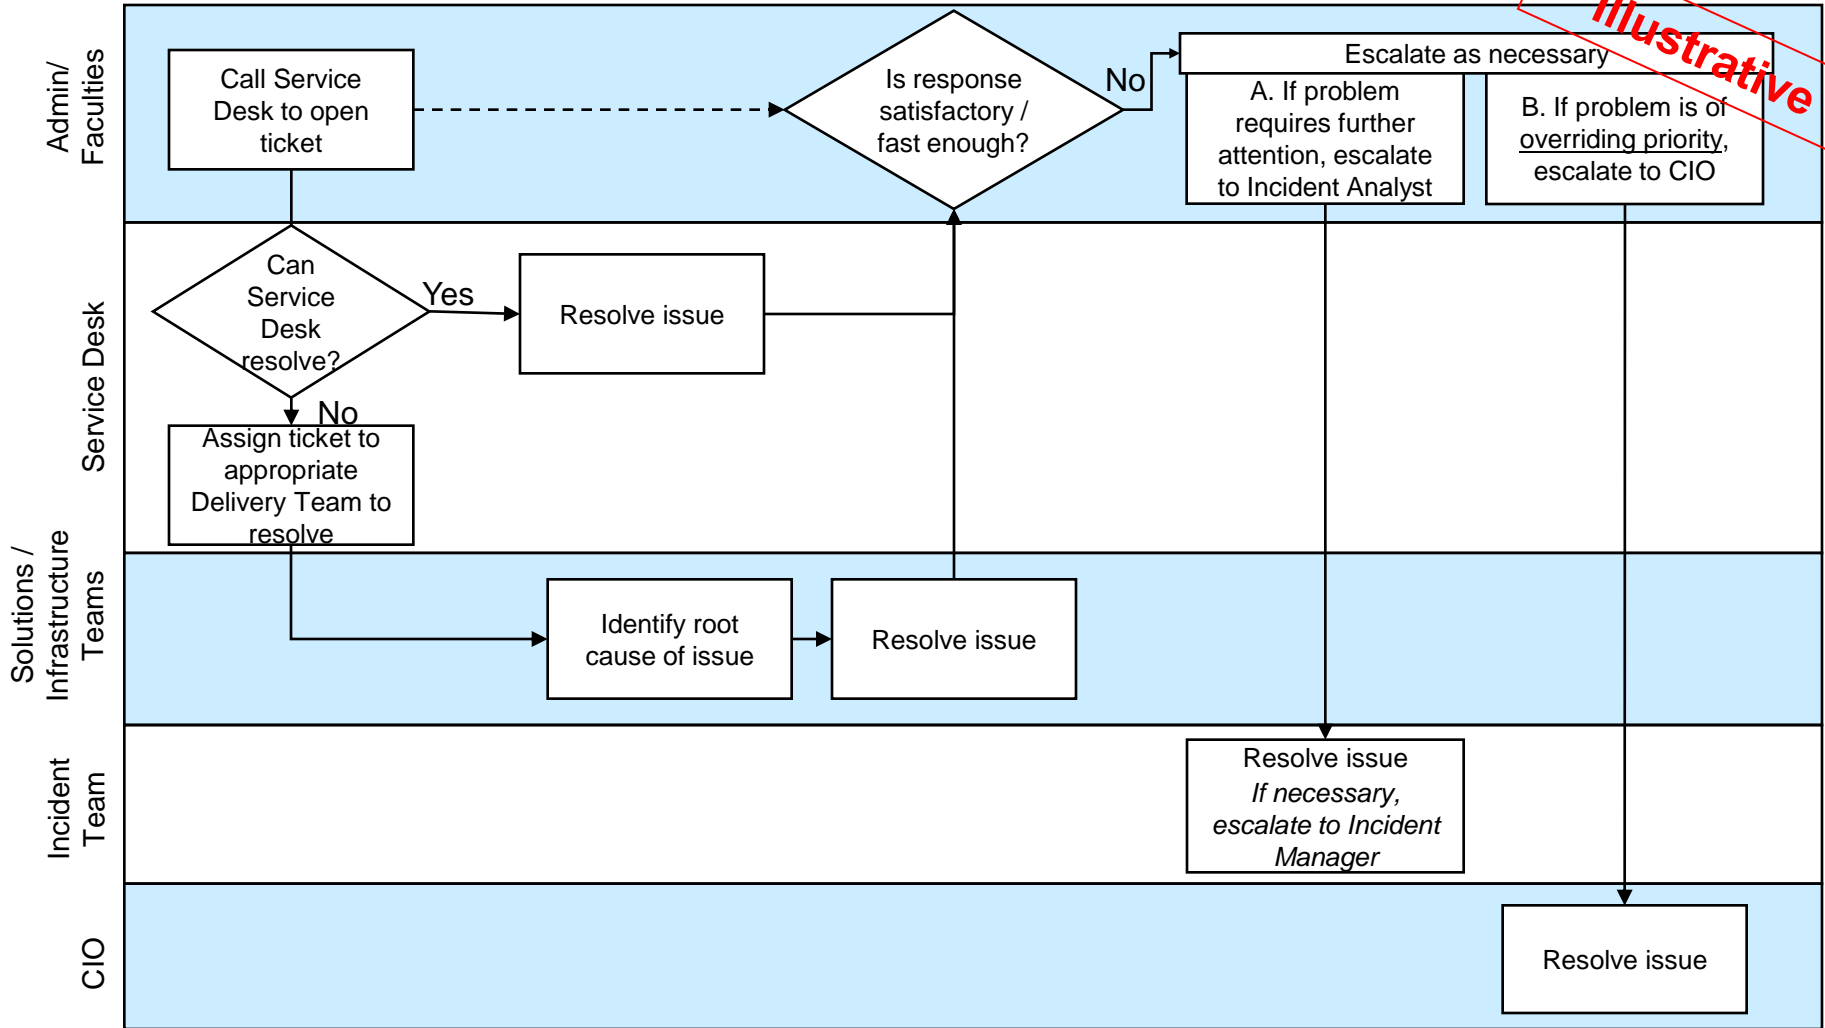 Illustrative
Admin/
Faculties
Call Service
Desk to open
ticket
Is response
satisfactory /
fast enough?
No
Escalate as necessary
A. If problem
requires further
attention, escalate
to Incident Analyst
B. If problem is of
overriding priority,
escalate to CIO
Service Desk
Can
Service
Desk
resolve?
Yes
Resolve issue
No
Assign ticket to
appropriate
Delivery Team to
resolve
Solutions /
Infrastructure
Teams
Identify root
cause of issue
Resolve issue
Incident
Team
Resolve issue
If necessary,
escalate to Incident
Manager
CIO
Resolve issue